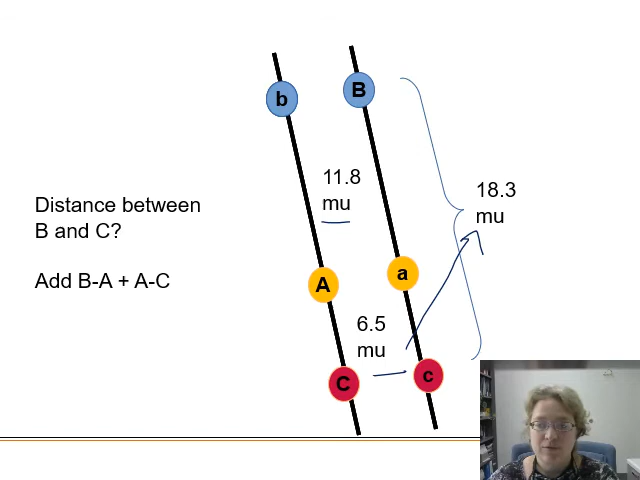 b
B
11.8
mu
18.3
mu
Distance between
B and C?
Add B-A + A-C
A
a
6.5
mu
C
c